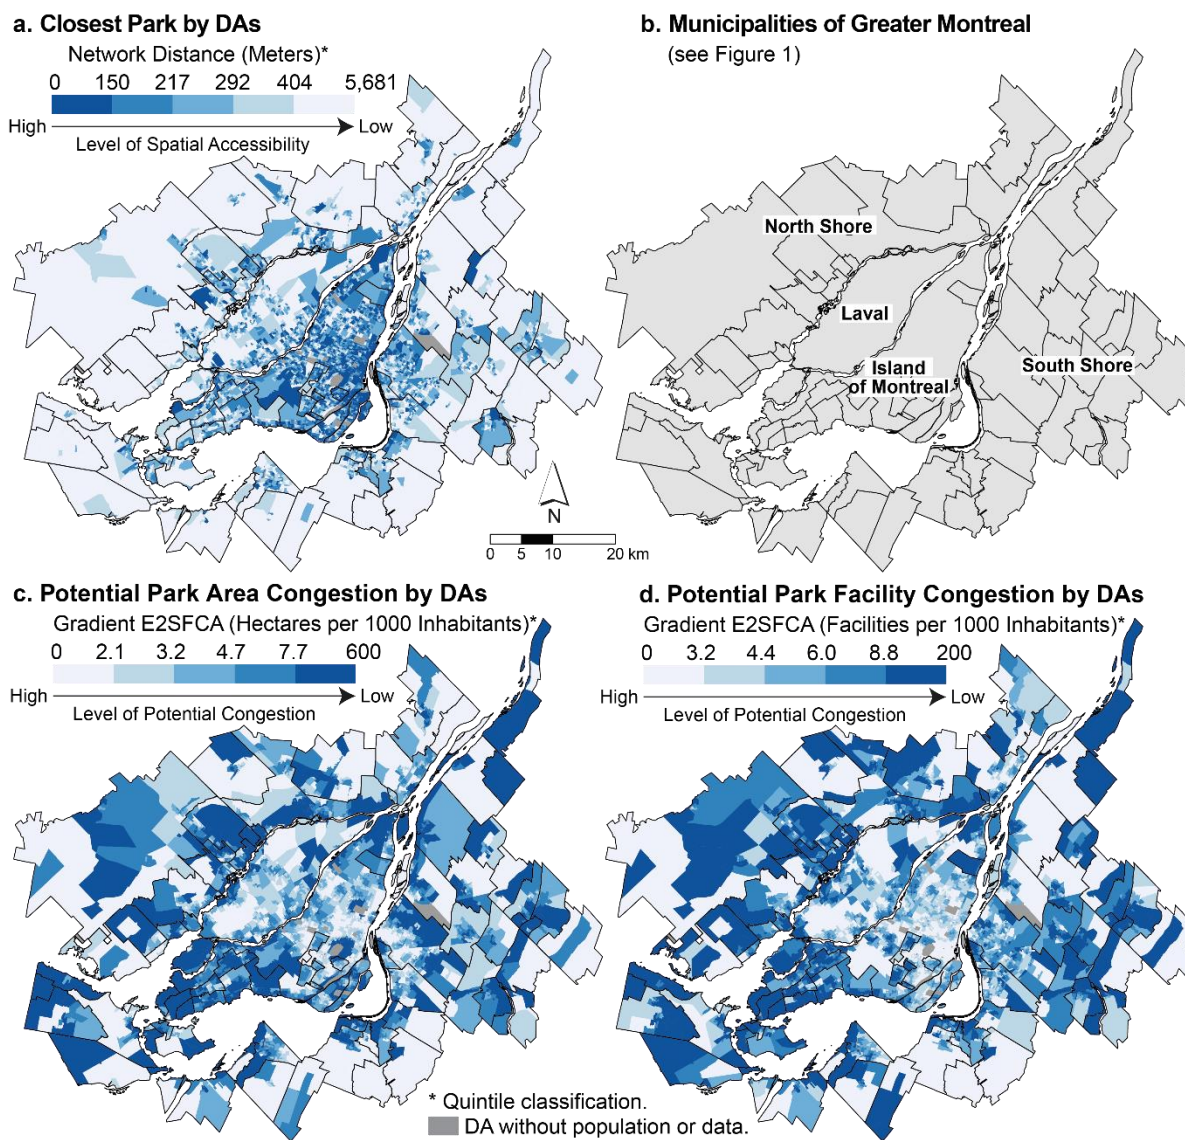 a. Closest Park by DAs
Network Distance (Meters)*
0 150 217 292 404 5,681
High Low
Level of Spatial Accessibility
b. Municipalities of Greater Montreal
(see Figure 1)
North Shore
Laval
Island
of Montreal
South Shore
N
0 5 10 20 km
c. Potential Park Area Congestion by DAs
Gradient E2SFCA (Hectares per 1000 Inhabitants)*
0 2.1 3.2 4.7 7.7 600
High Low
Level of Potential Congestion
d. Potential Park Facility Congestion by DAs
Gradient E2SFCA (Facilities per 1000 Inhabitants)*
0 3.2 4.4 6.0 8.8 200
High Low
Level of Potential Congestion
* Quintile classification.
DA without population or data.